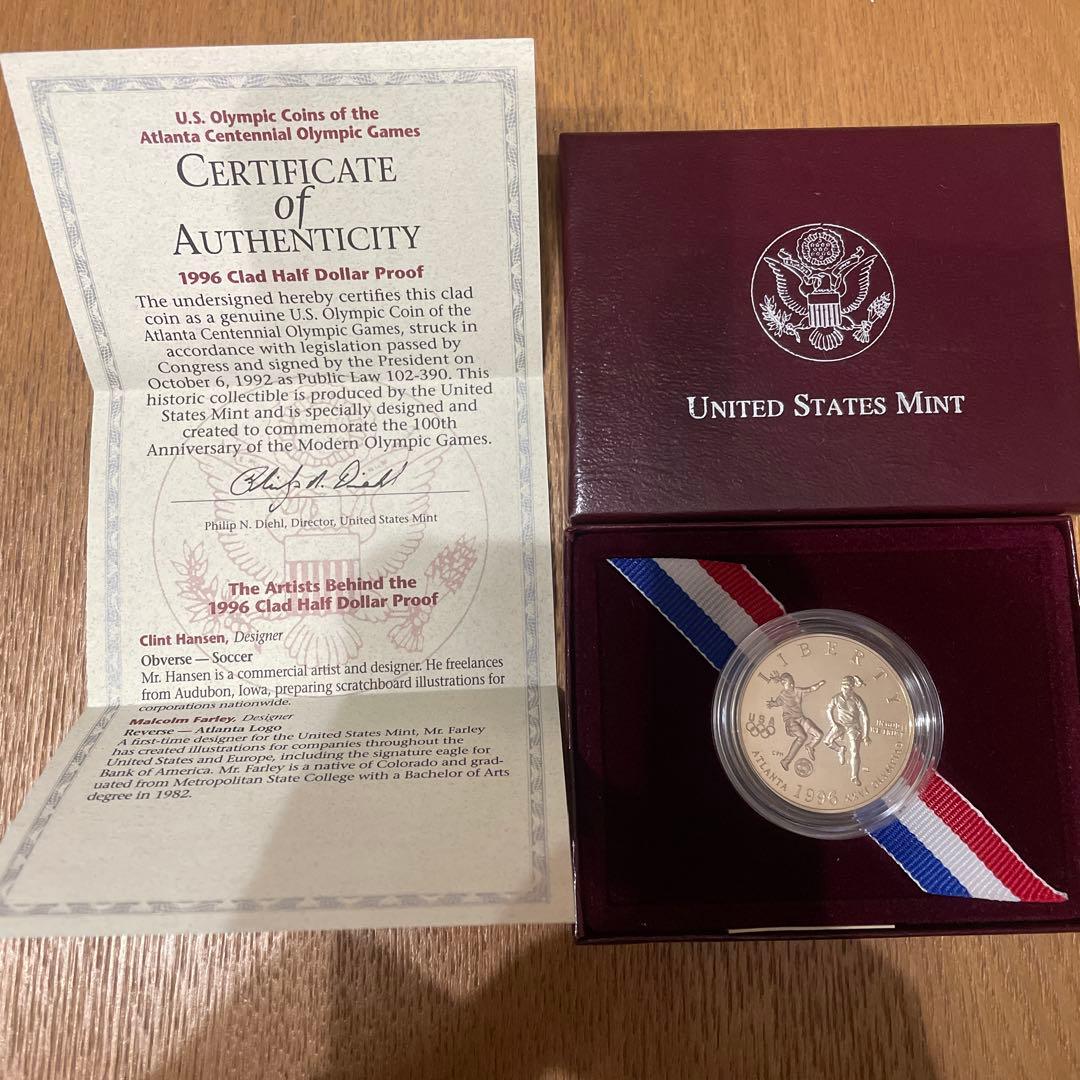 U.S. Olympic Coins of the
Atlanta Centennial Olympic Games
CERTIFICATE
of
AUTHENTICITY
1996 Clad Half Dollar Proof
The undersigned hereby certifies this clad
coin as a genuine U.S. Olympic Coin of the
Atlanta Centennial Olympic Games, struck in
accordance with legislation passed by
Congress and signed by the President on
October 6, 1992 as Public Law 102-390. This
historic collectible is produced by the United
States Mint and is specially designed and
created to commemorate the 100th
Anniversary of the Modern Olympic Games.
Philip N. Diehl
Philip N. Diehl, Director, United States Mint
The Artists Behind the
1996 Clad Half Dollar Proof
Clint Hansen, Designer
Obverse — Soccer
Mr. Hansen is a commercial artist and designer. He freelances
from Audubon, Iowa, preparing scratchboard illustrations for
corporations nationwide.
Malcolm Farley, Designer
Reverse — Atlanta Logo
A first-time designer for the United States Mint, Mr. Farley
has created illustrations for companies throughout the
United States and Europe, including the signature eagle for
Bank of America. Mr. Farley is a native of Colorado and grad-
uated from Metropolitan State College with a Bachelor of Arts
degree in 1982.
UNITED STATES MINT
LIBERTY
USA
ATLANTA 1996 XXVI OLYMPIAD